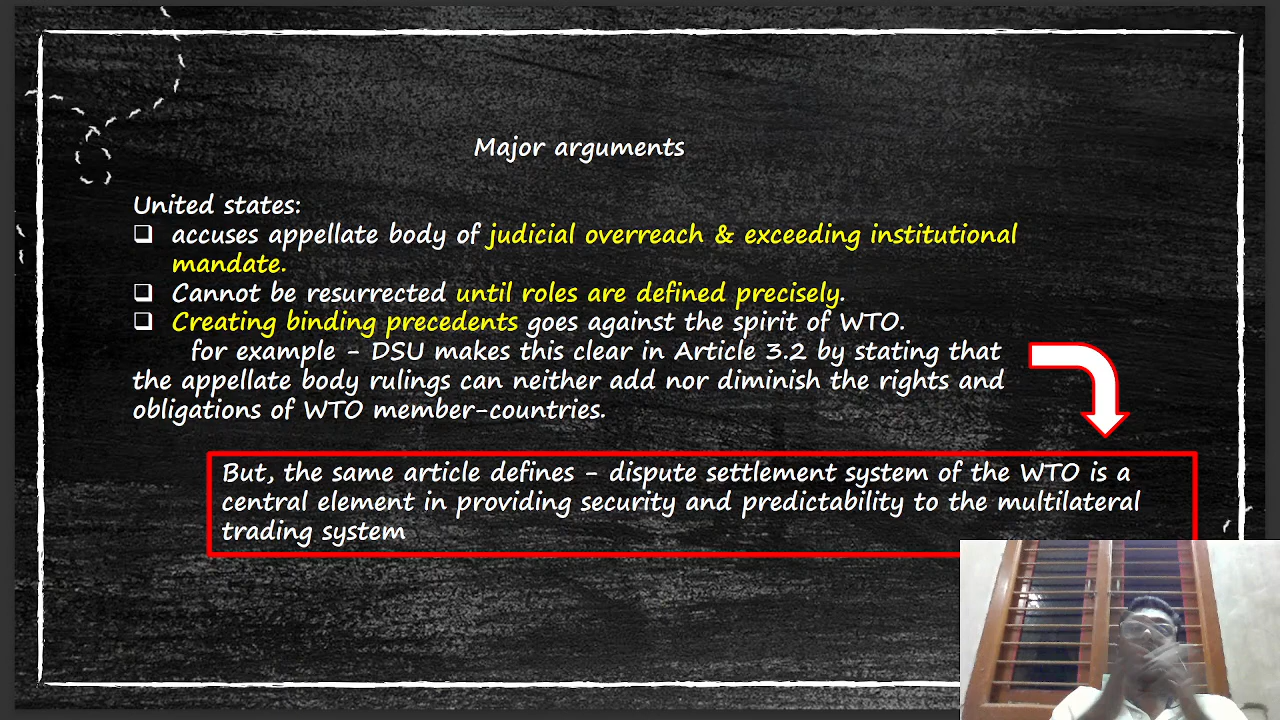 Major arguments
United states:
accuses appellate body of judicial overreach & exceeding institutional
mandate.
Cannot be resurrected until roles are defined precisely.
Creating binding precedents goes against the spirit of WTO.
for example - DSU makes this clear in Article 3.2 by stating that
the appellate body rulings can neither add nor diminish the rights and
obligations of WTO member-countries.
But, the same article defines - dispute settlement system of the WTO is a
central element in providing security and predictability to the multilateral
trading system